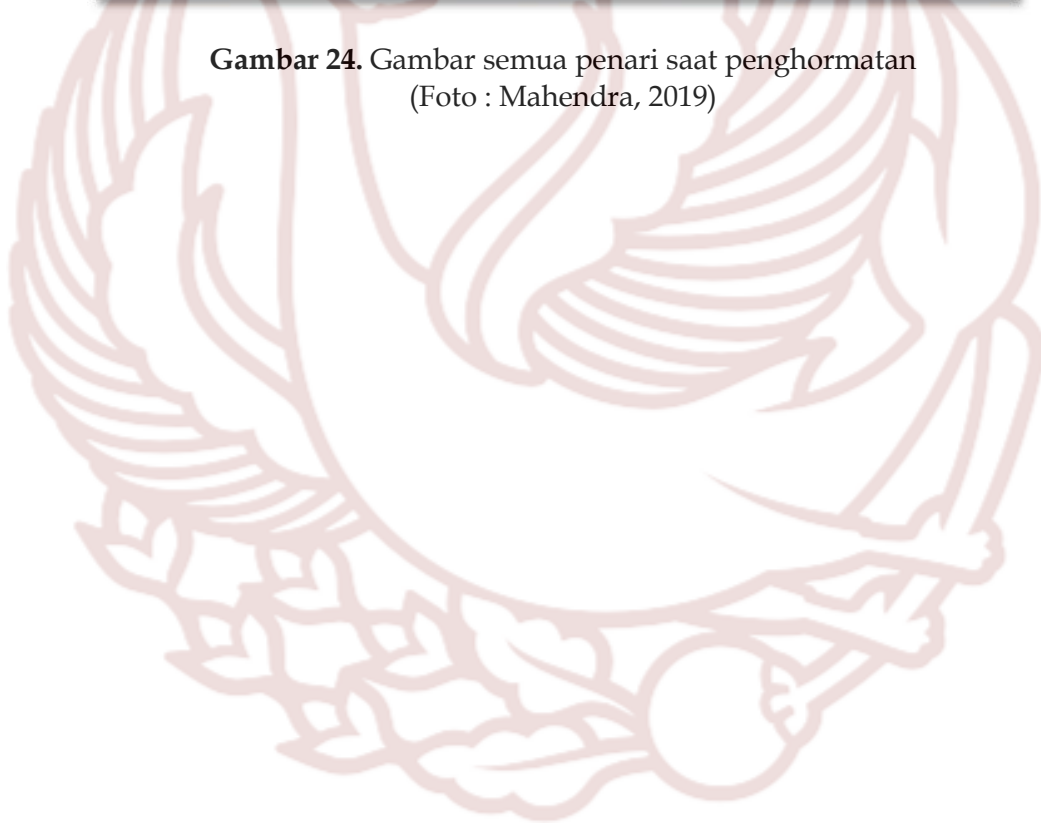 Gambar 24. Gambar semua penari saat penghormatan
(Foto : Mahendra, 2019)